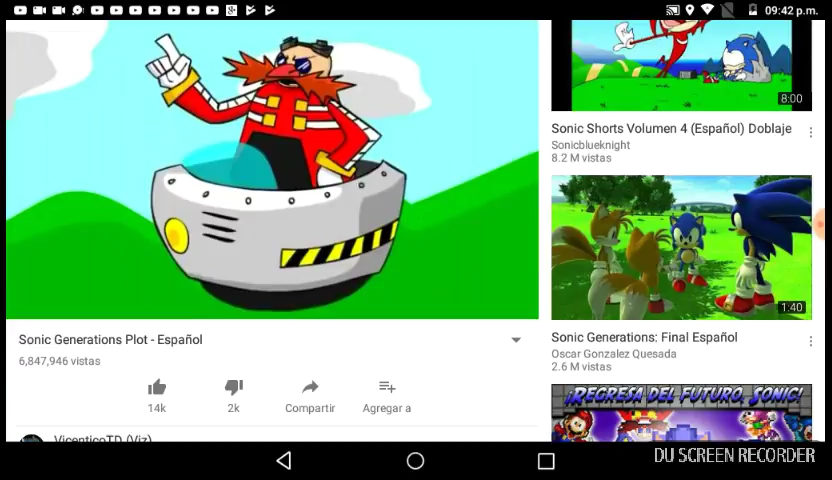 09:42 p.m.
8:00
Sonic Shorts Volumen 4 (Español) Doblaje
Sonicblueknight
8.2 M vistas
1:40
Sonic Generations: Final Español
Oscar Gonzalez Quesada
2.6 M vistas
¡REGRESA DEL FUTURO, SONIC!
Sonic Generations Plot - Español
6,847,946 vistas
14k
2k
Compartir
Agregar a
VicenticoTD (Viz)
DU SCREEN RECORDER